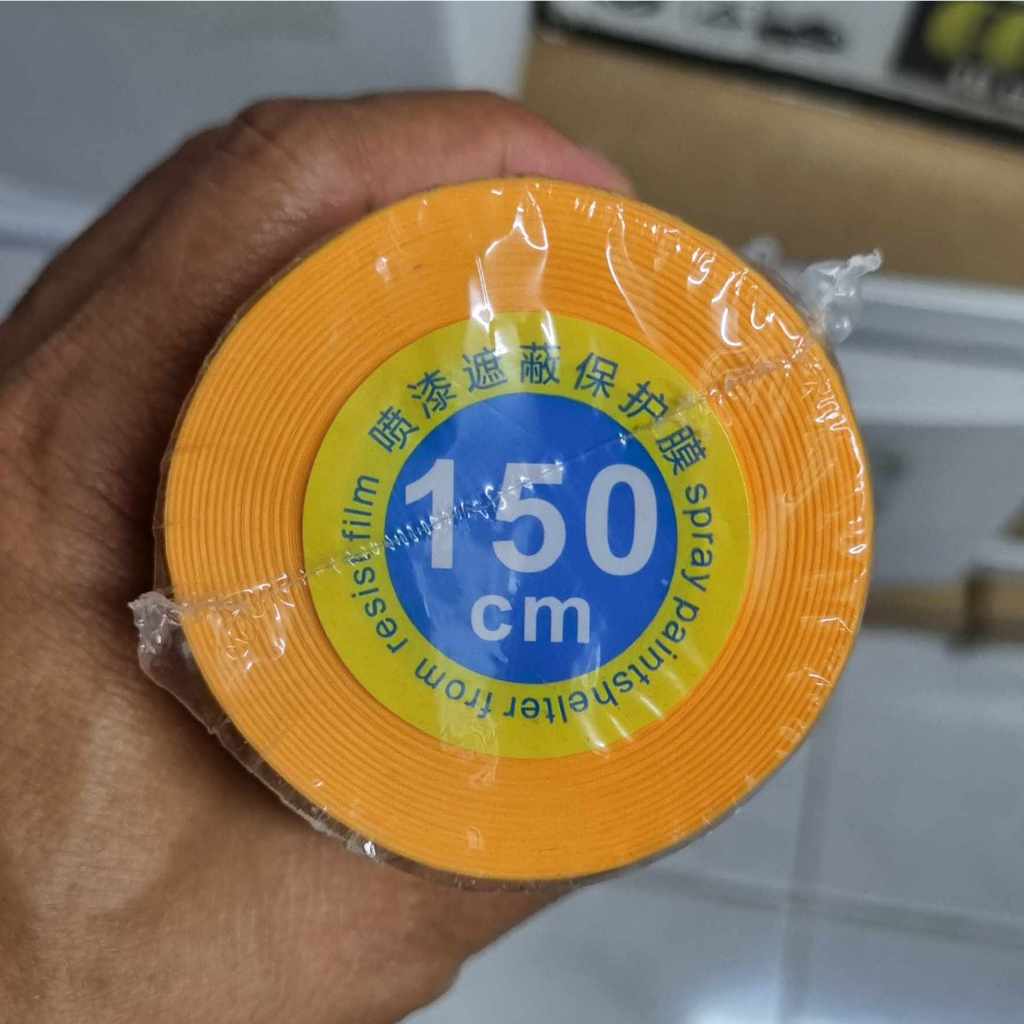 喷漆遮蔽保护膜
spray paintshelter from resist film
150
cm